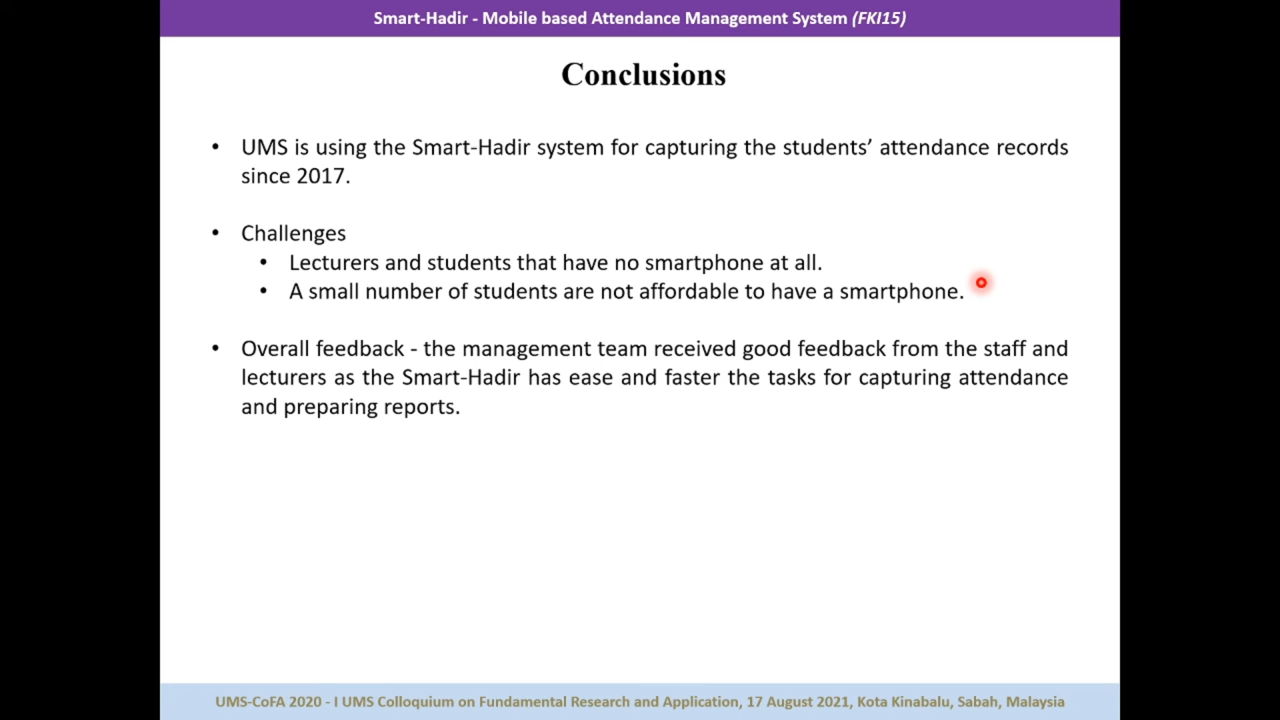 Smart-Hadir - Mobile based Attendance Management System (FKI15)
Conclusions
• UMS is using the Smart-Hadir system for capturing the students’ attendance records
since 2017.
• Challenges
• Lecturers and students that have no smartphone at all.
• A small number of students are not affordable to have a smartphone.
• Overall feedback - the management team received good feedback from the staff and
lecturers as the Smart-Hadir has ease and faster the tasks for capturing attendance
and preparing reports.
UMS-CoFA 2020 - I UMS Colloquium on Fundamental Research and Application, 17 August 2021, Kota Kinabalu, Sabah, Malaysia